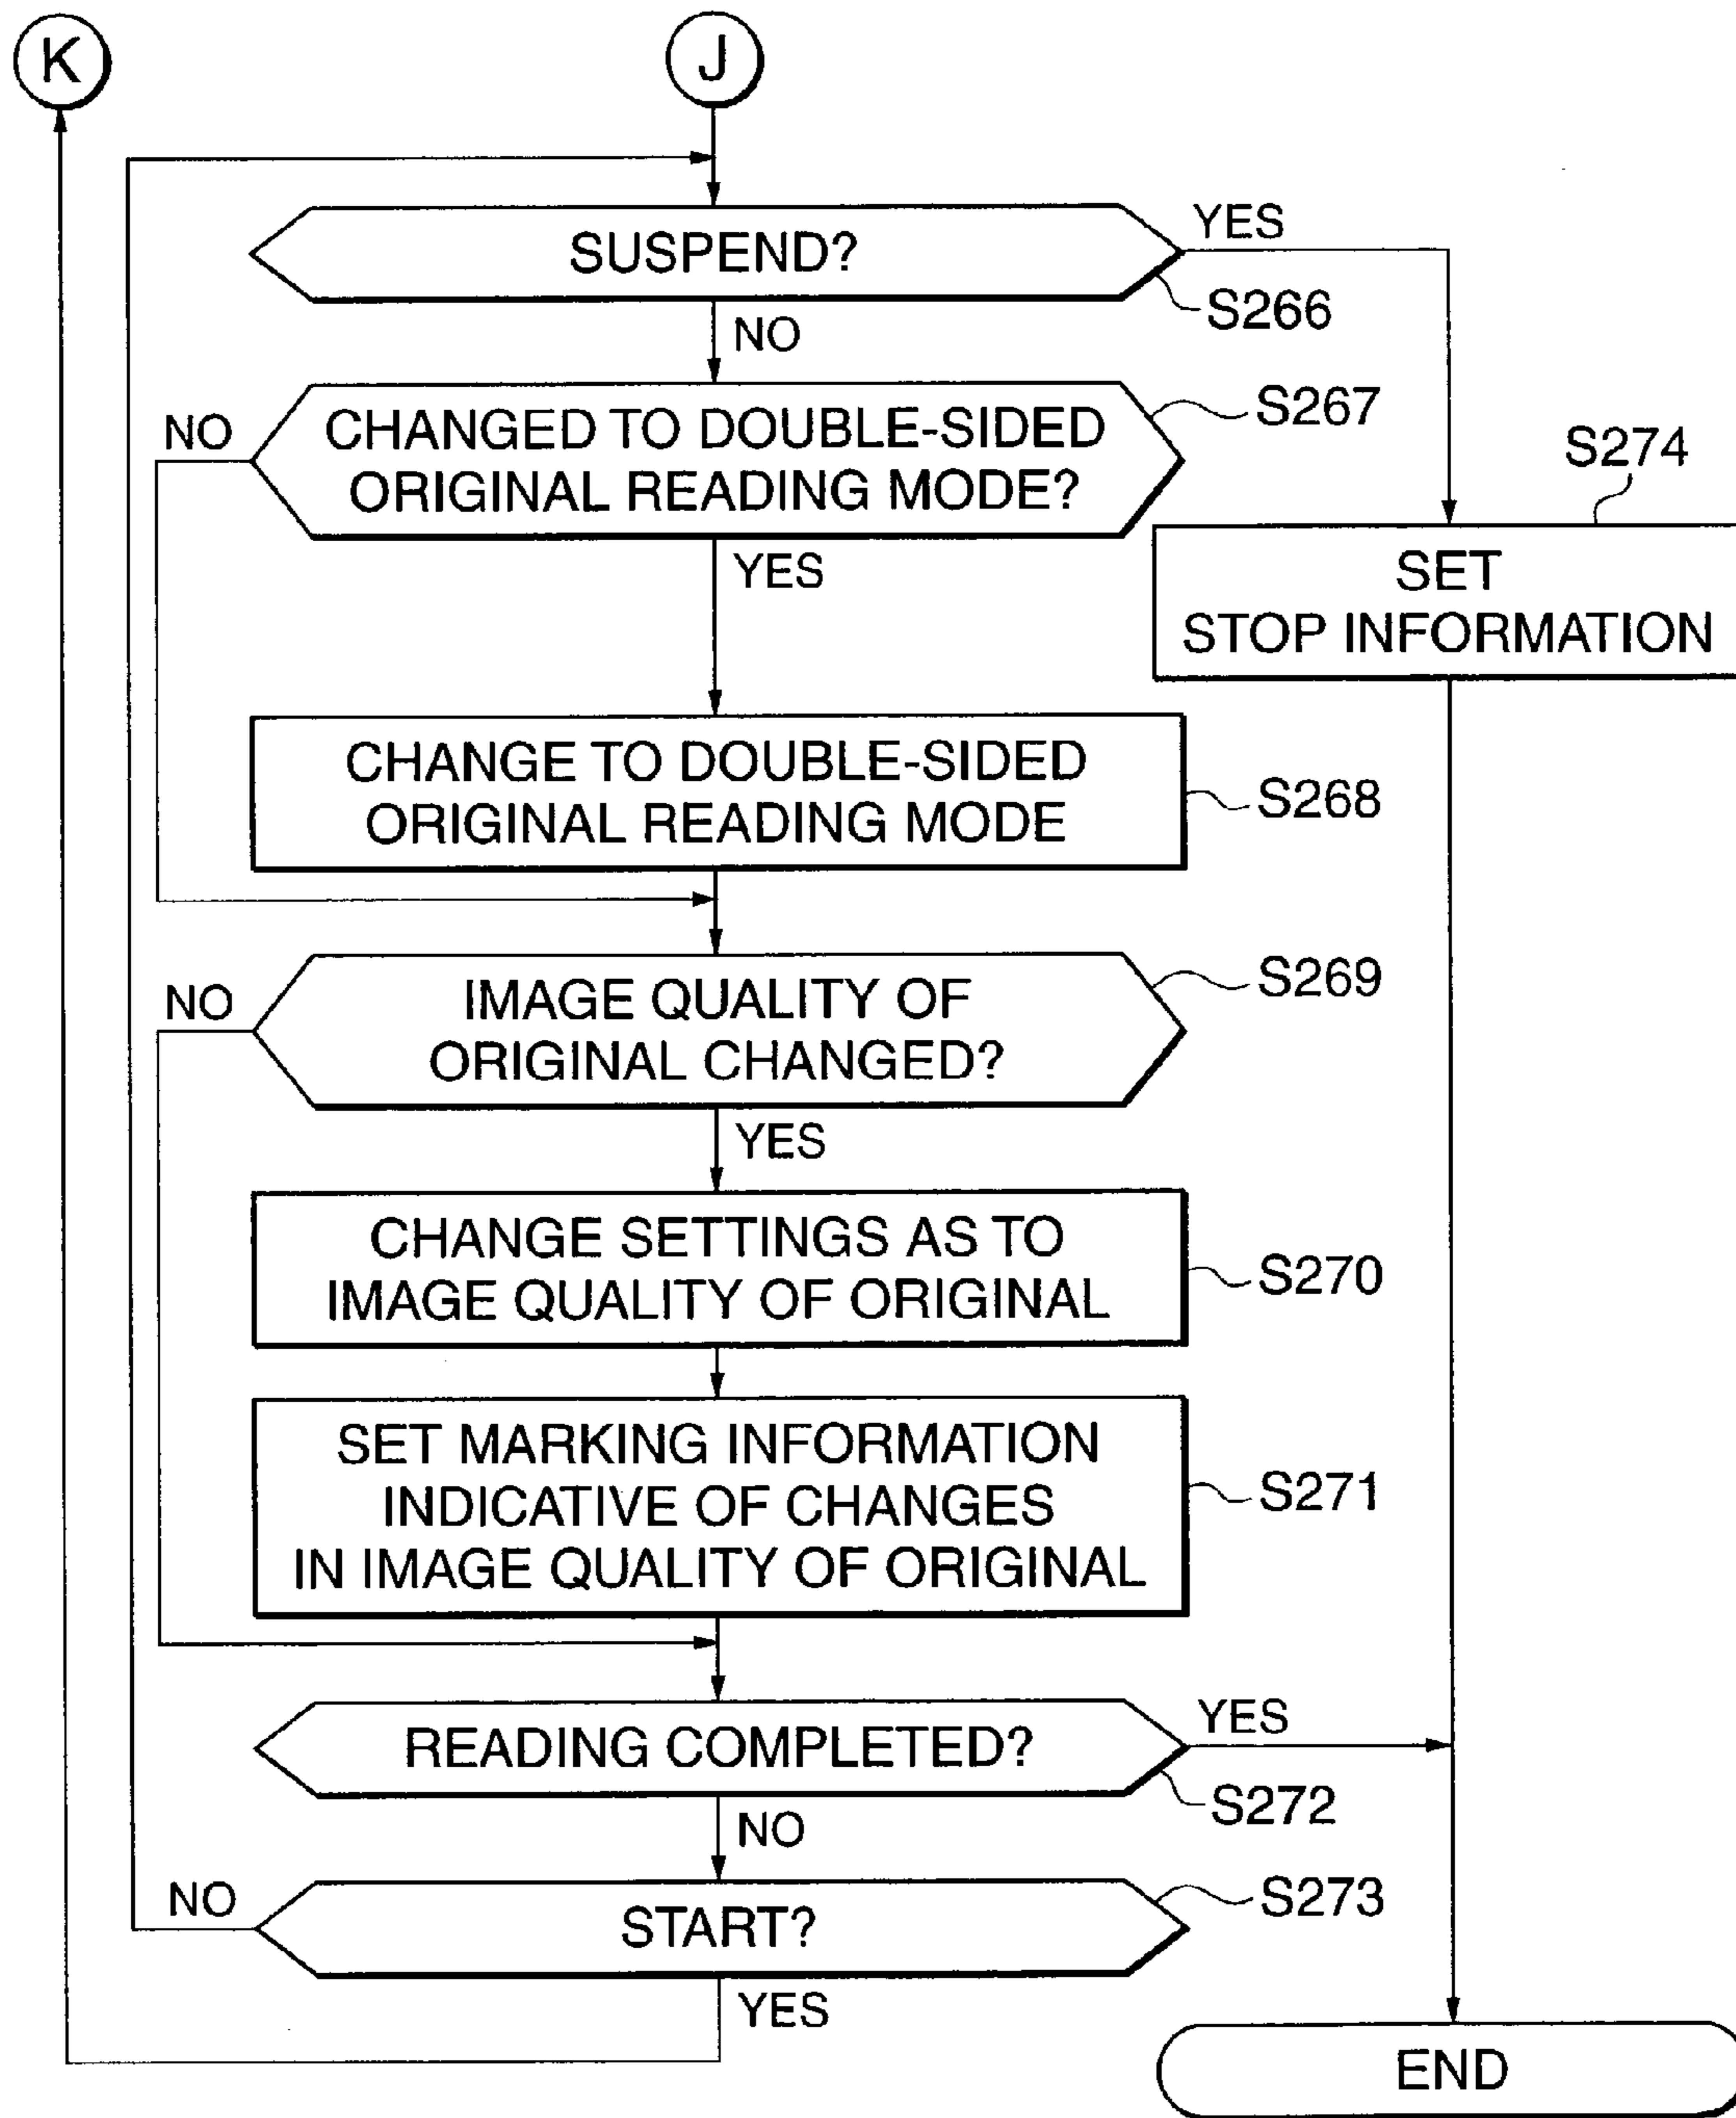 K
J
SUSPEND?
YES
S266
NO
CHANGED TO DOUBLE-SIDED
ORIGINAL READING MODE?
S267
NO
YES
S274
SET
STOP INFORMATION
CHANGE TO DOUBLE-SIDED
ORIGINAL READING MODE
S268
IMAGE QUALITY OF
ORIGINAL CHANGED?
S269
NO
YES
CHANGE SETTINGS AS TO
IMAGE QUALITY OF ORIGINAL
S270
SET MARKING INFORMATION
INDICATIVE OF CHANGES
IN IMAGE QUALITY OF ORIGINAL
S271
READING COMPLETED?
YES
S272
NO
START?
S273
NO
YES
END